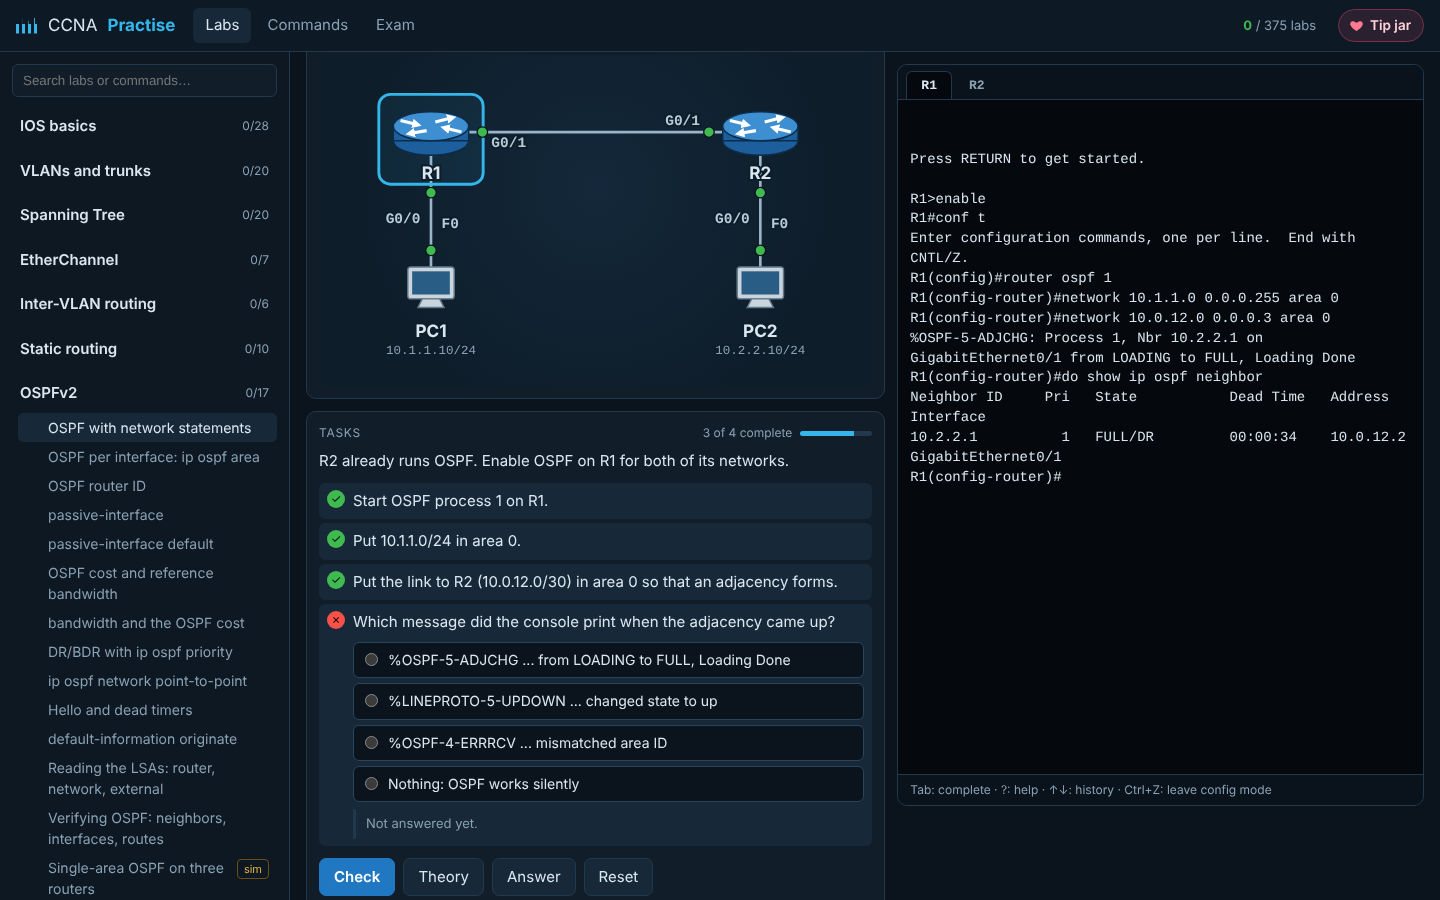 CCNA Practise
Labs
Commands
Exam
0 / 375 labs
Tip jar
Search labs or commands…
IOS basics 0/28
VLANs and trunks 0/20
Spanning Tree 0/20
EtherChannel 0/7
Inter-VLAN routing 0/6
Static routing 0/10
OSPFv2 0/17
OSPF with network statements
OSPF per interface: ip ospf area
OSPF router ID
passive-interface
passive-interface default
OSPF cost and reference
bandwidth
bandwidth and the OSPF cost
DR/BDR with ip ospf priority
ip ospf network point-to-point
Hello and dead timers
default-information originate
Reading the LSAs: router,
network, external
Verifying OSPF: neighbors,
interfaces, routes
Single-area OSPF on three
routers
sim
G0/1
G0/1
R1
R2
G0/0
F0
G0/0
F0
PC1
10.1.1.10/24
PC2
10.2.2.10/24
TASKS
3 of 4 complete
R2 already runs OSPF. Enable OSPF on R1 for both of its networks.
Start OSPF process 1 on R1.
Put 10.1.1.0/24 in area 0.
Put the link to R2 (10.0.12.0/30) in area 0 so that an adjacency forms.
Which message did the console print when the adjacency came up?
%OSPF-5-ADJCHG ... from LOADING to FULL, Loading Done
%LINEPROTO-5-UPDOWN ... changed state to up
%OSPF-4-ERRRCV ... mismatched area ID
Nothing: OSPF works silently
Not answered yet.
Check
Theory
Answer
Reset
R1
R2
Press RETURN to get started.
R1>enable
R1#conf t
Enter configuration commands, one per line.  End with
CNTL/Z.
R1(config)#router ospf 1
R1(config-router)#network 10.1.1.0 0.0.0.255 area 0
R1(config-router)#network 10.0.12.0 0.0.0.3 area 0
%OSPF-5-ADJCHG: Process 1, Nbr 10.2.2.1 on
GigabitEthernet0/1 from LOADING to FULL, Loading Done
R1(config-router)#do show ip ospf neighbor
Neighbor ID     Pri   State           Dead Time   Address
Interface
10.2.2.1          1   FULL/DR         00:00:34    10.0.12.2
GigabitEthernet0/1
R1(config-router)#
Tab: complete · ?: help · ↑↓: history · Ctrl+Z: leave config mode